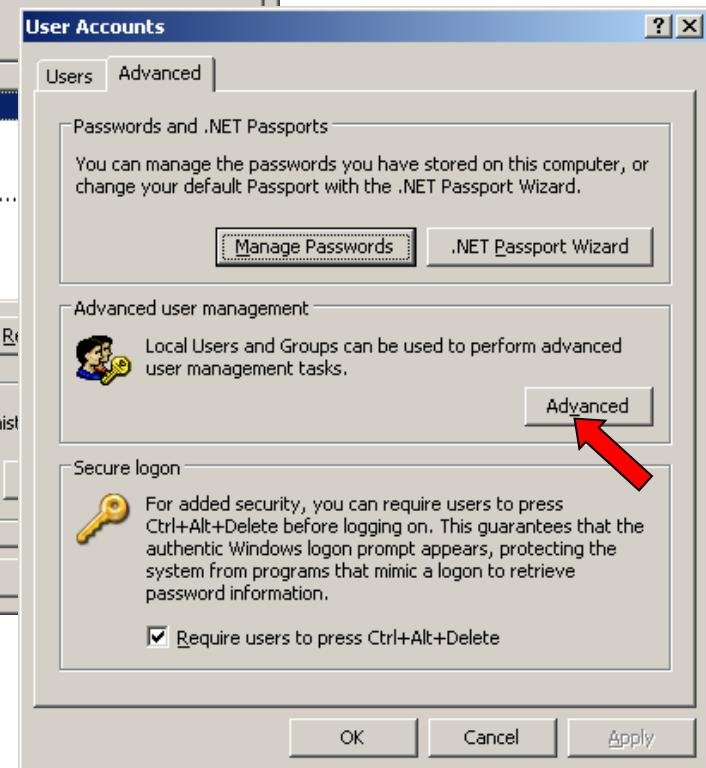 User Accounts
Users
Advanced
Passwords and .NET Passports
You can manage the passwords you have stored on this computer, or
change your default Passport with the .NET Passport Wizard.
Manage Passwords
.NET Passport Wizard
Advanced user management
Local Users and Groups can be used to perform advanced
user management tasks.
Advanced
Secure logon
For added security, you can require users to press
Ctrl+Alt+Delete before logging on. This guarantees that the
authentic Windows logon prompt appears, protecting the
system from programs that mimic a logon to retrieve
password information.
Require users to press Ctrl+Alt+Delete
OK
Cancel
Apply